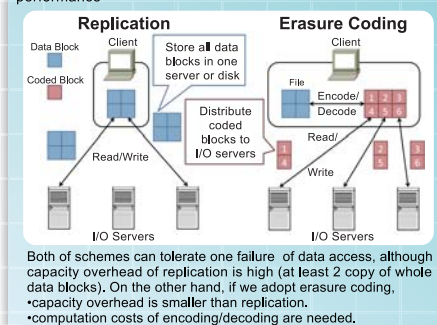 performance
Replication
Erasure Coding
Data Block
Client
Store all data
blocks in one
server or disk
Coded Block
Read/Write
I/O Servers
Client
File
Encode/
Decode
1 2 3
4 5 6
Distribute
coded
blocks to
I/O servers
Read/
Write
1
4
2
5
3
6
I/O Servers
Both of schemes can tolerate one failure of data access, although
capacity overhead of replication is high (at least 2 copy of whole
data blocks). On the other hand, if we adopt erasure coding,
•capacity overhead is smaller than replication.
•computation costs of encoding/decoding are needed.